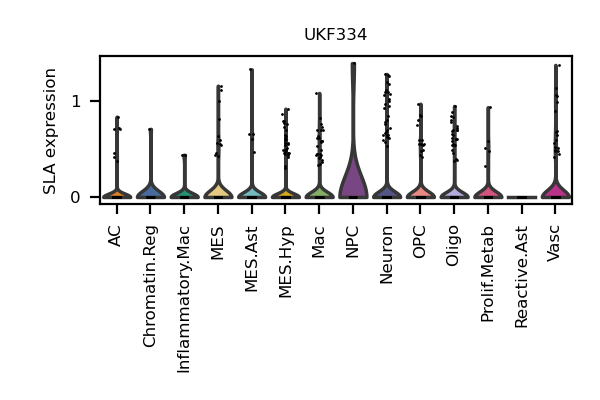 UKF334
SLA expression
1
0
AC
Chromatin.Reg
Inflammatory.Mac
MES
MES.Ast
MES.Hyp
Mac
NPC
Neuron
OPC
Oligo
Prolif.Metab
Reactive.Ast
Vasc